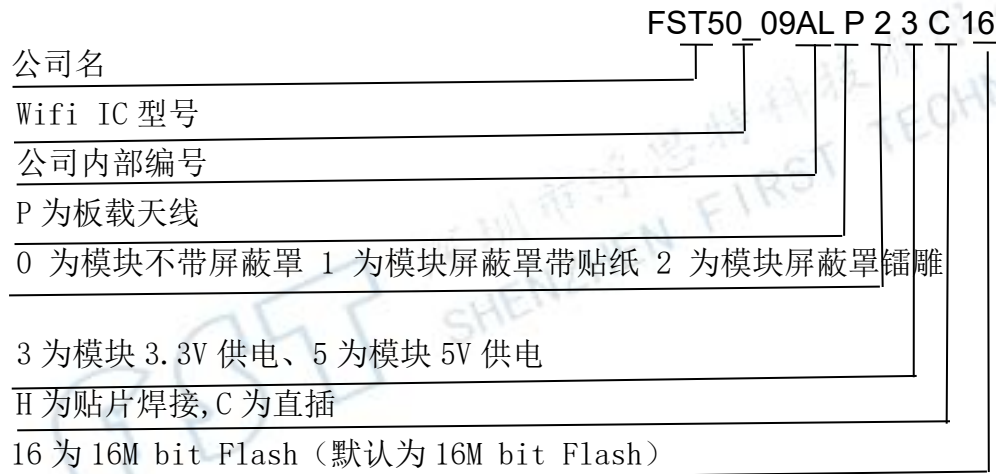 FST50_09AL P 2 3 C 16
公司名
Wifi IC 型号
公司内部编号
P 为板载天线
0 为模块不带屏蔽罩 1 为模块屏蔽罩带贴纸 2 为模块屏蔽罩镭雕
3 为模块 3.3V 供电、5 为模块 5V 供电
H 为贴片焊接,C 为直插
16 为 16M bit Flash（默认为 16M bit Flash）